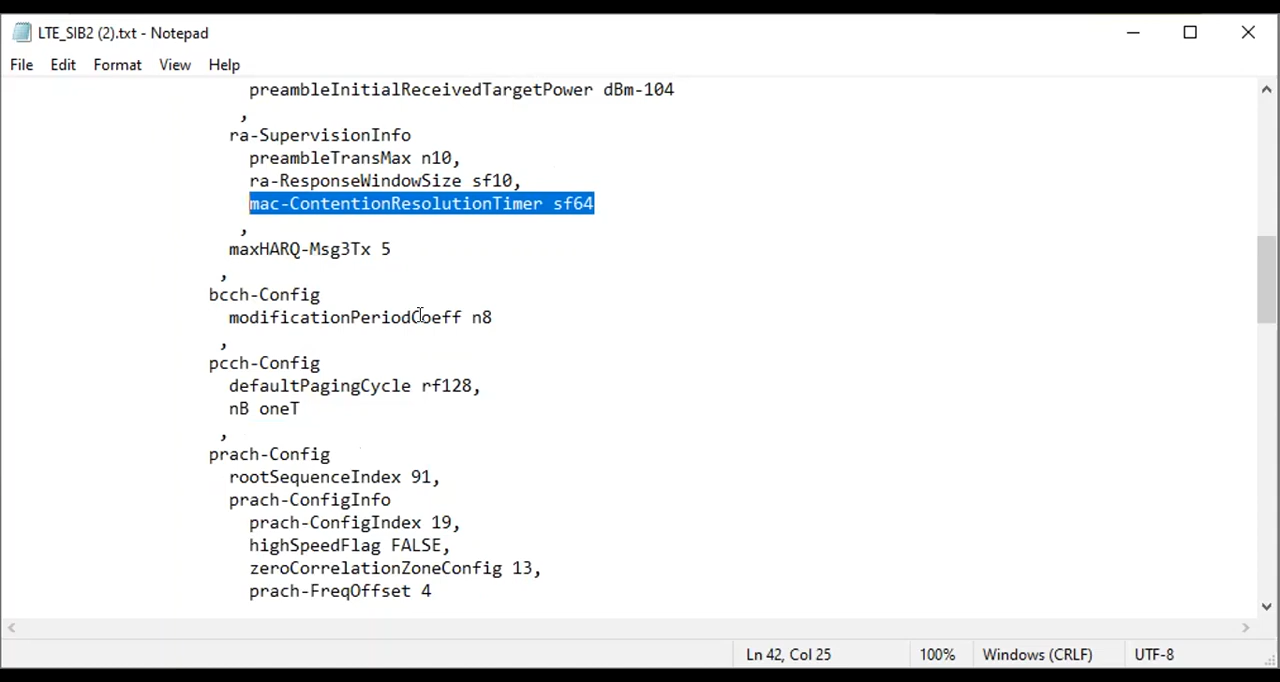 LTE_SIB2 (2).txt - Notepad
File Edit Format View Help
preambleInitialReceivedTargetPower dBm-104
,
ra-SupervisionInfo
preambleTransMax n10,
ra-ResponseWindowSize sf10,
mac-ContentionResolutionTimer sf64
,
maxHARQ-Msg3Tx 5
,
bcch-Config
modificationPeriodCoeff n8
,
pcch-Config
defaultPagingCycle rf128,
nB oneT
,
prach-Config
rootSequenceIndex 91,
prach-ConfigInfo
prach-ConfigIndex 19,
highSpeedFlag FALSE,
zeroCorrelationZoneConfig 13,
prach-FreqOffset 4
Ln 42, Col 25 100% Windows (CRLF) UTF-8